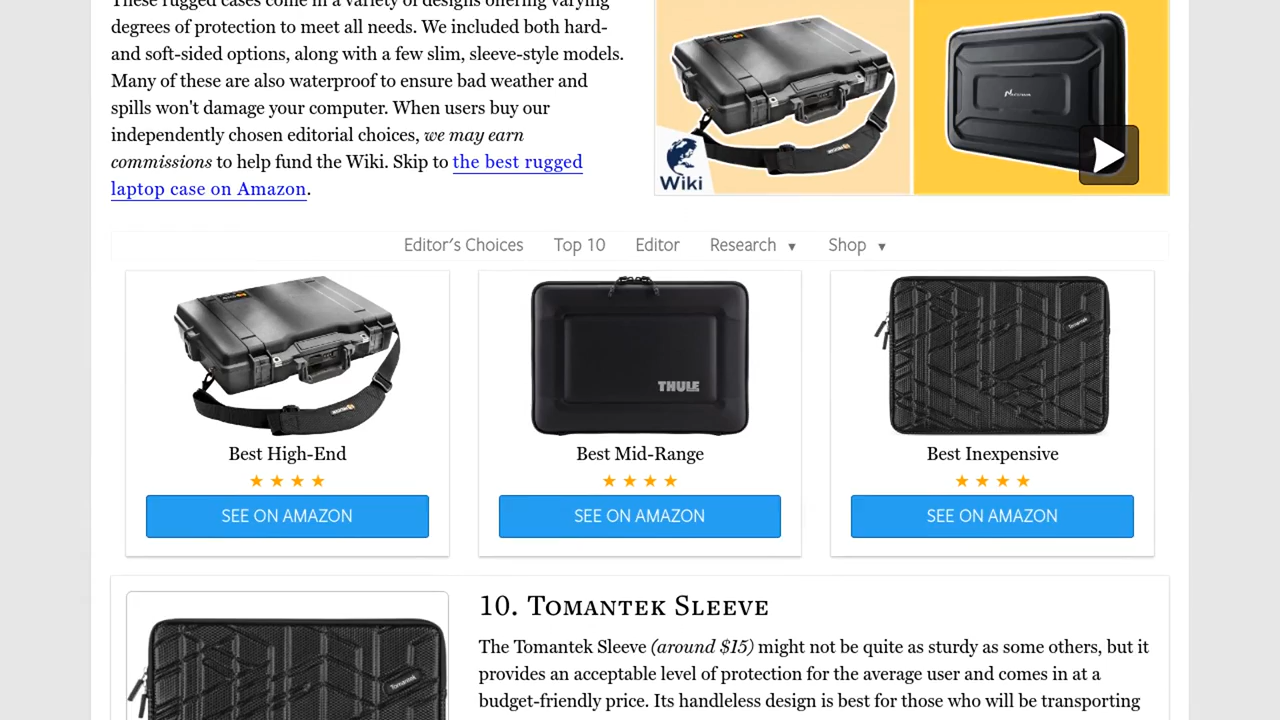 These rugged cases come in a variety of designs offering varying
degrees of protection to meet all needs. We included both hard-
and soft-sided options, along with a few slim, sleeve-style models.
Many of these are also waterproof to ensure bad weather and
spills won't damage your computer. When users buy our
independently chosen editorial choices, we may earn
commissions to help fund the Wiki. Skip to the best rugged
laptop case on Amazon.
Wiki
Editor's Choices Top 10 Editor Research ▼ Shop ▼
THULE
Tomantek
Best High-End
Best Mid-Range
Best Inexpensive
SEE ON AMAZON
SEE ON AMAZON
SEE ON AMAZON
10. Tomantek Sleeve
The Tomantek Sleeve (around $15) might not be quite as sturdy as some others, but it
provides an acceptable level of protection for the average user and comes in at a
budget-friendly price. Its handleless design is best for those who will be transporting
Tomantek